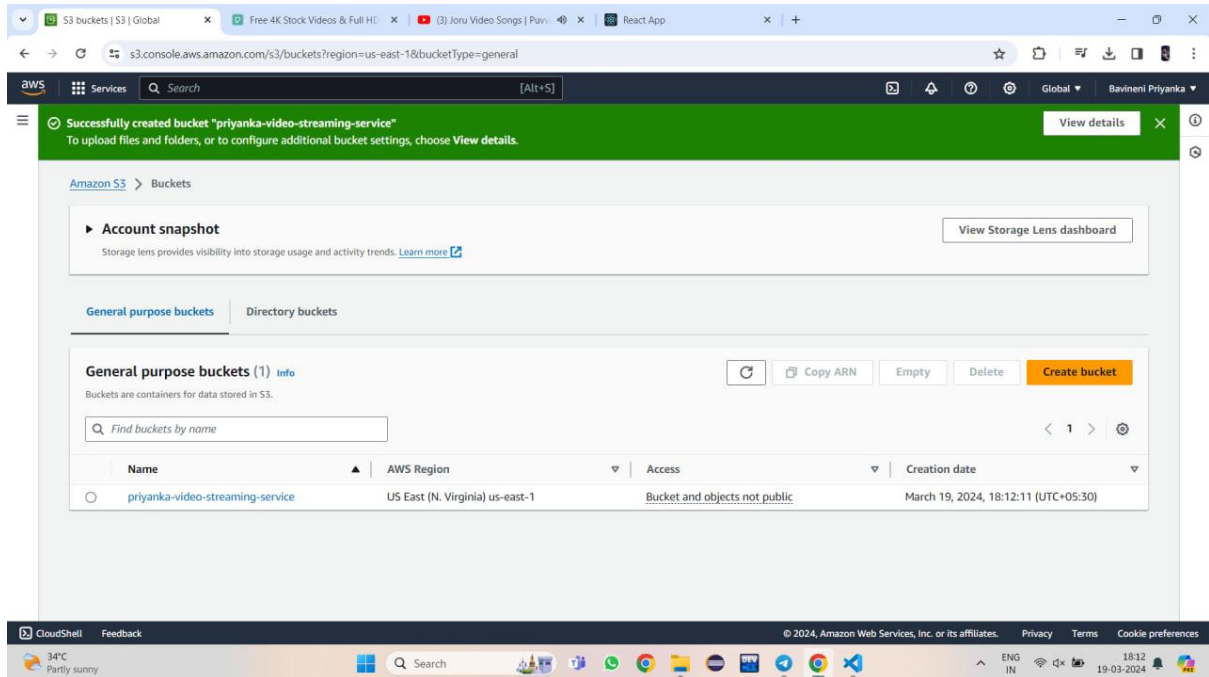 S3 buckets | S3 | Global
Free 4K Stock Videos & Full HD
(3) Joru Video Songs | Puvv
React App
s3.console.aws.amazon.com/s3/buckets?region=us-east-1&bucketType=general
aws
Services
Search
[Alt+S]
Global
Bavineni Priyanka
Successfully created bucket "priyanka-video-streaming-service"
To upload files and folders, or to configure additional bucket settings, choose View details.
View details
Amazon S3 > Buckets
Account snapshot
Storage lens provides visibility into storage usage and activity trends. Learn more
View Storage Lens dashboard
General purpose buckets
Directory buckets
General purpose buckets (1) Info
Buckets are containers for data stored in S3.
Copy ARN
Empty
Delete
Create bucket
Find buckets by name
1
Name
AWS Region
Access
Creation date
priyanka-video-streaming-service
US East (N. Virginia) us-east-1
Bucket and objects not public
March 19, 2024, 18:12:11 (UTC+05:30)
CloudShell
Feedback
© 2024, Amazon Web Services, Inc. or its affiliates.
Privacy
Terms
Cookie preferences
34°C
Partly sunny
Search
ENG
IN
18:12
19-03-2024